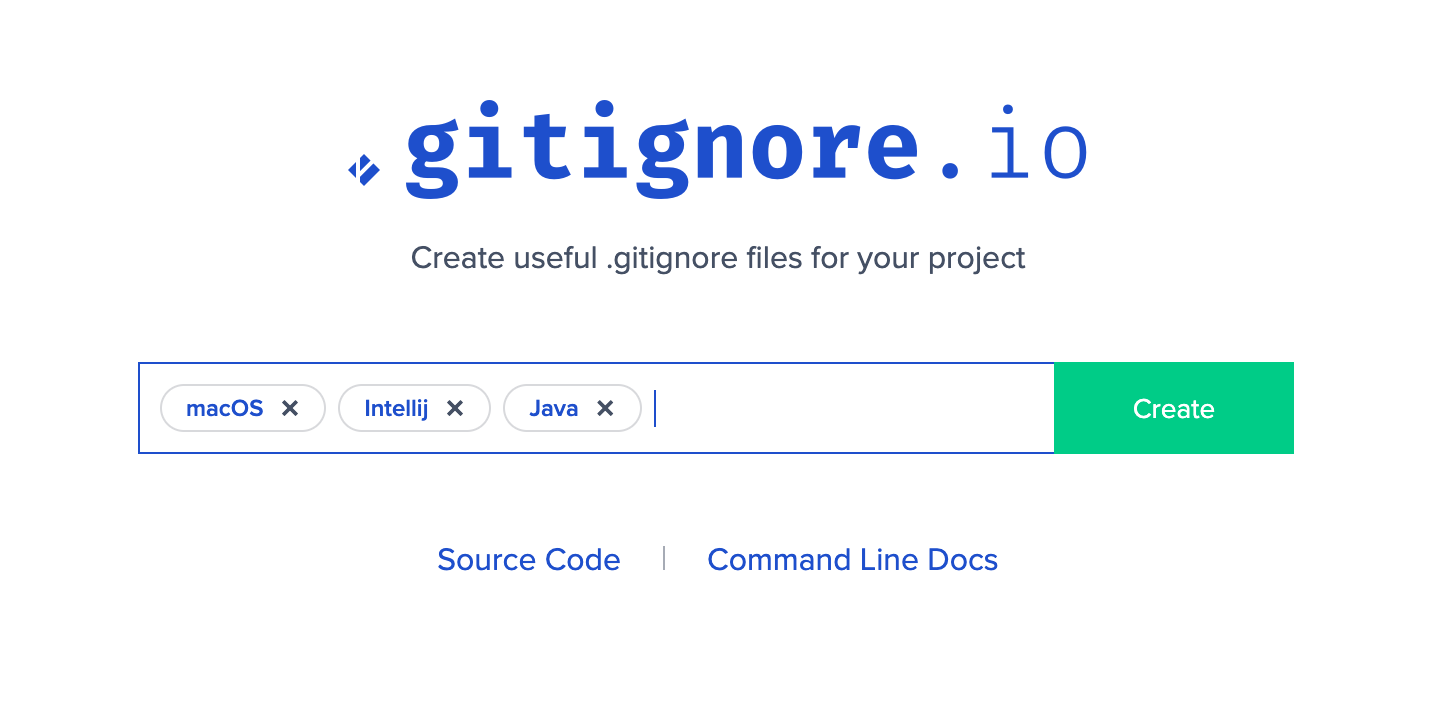 gitignore.io
Create useful .gitignore files for your project
macOS Intellij Java Create
Source Code Command Line Docs